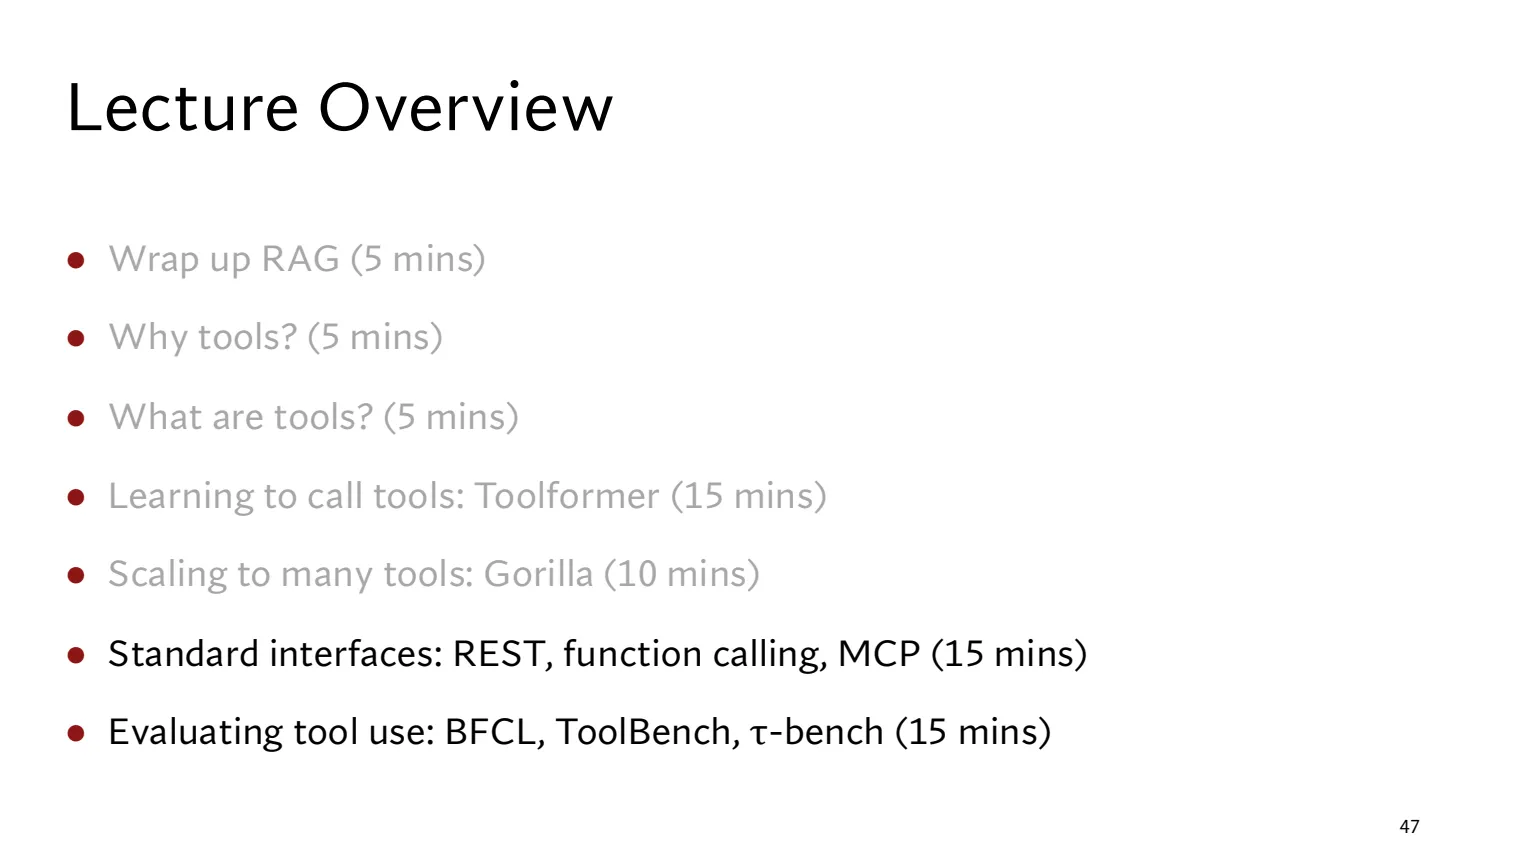 Lecture Overview
● Wrap up RAG (5 mins)
● Why tools? (5 mins)
● What are tools? (5 mins)
● Learning to call tools: Toolformer (15 mins)
● Scaling to many tools: Gorilla (10 mins)
● Standard interfaces: REST, function calling, MCP (15 mins)
● Evaluating tool use: BFCL, ToolBench, τ-bench (15 mins)
47